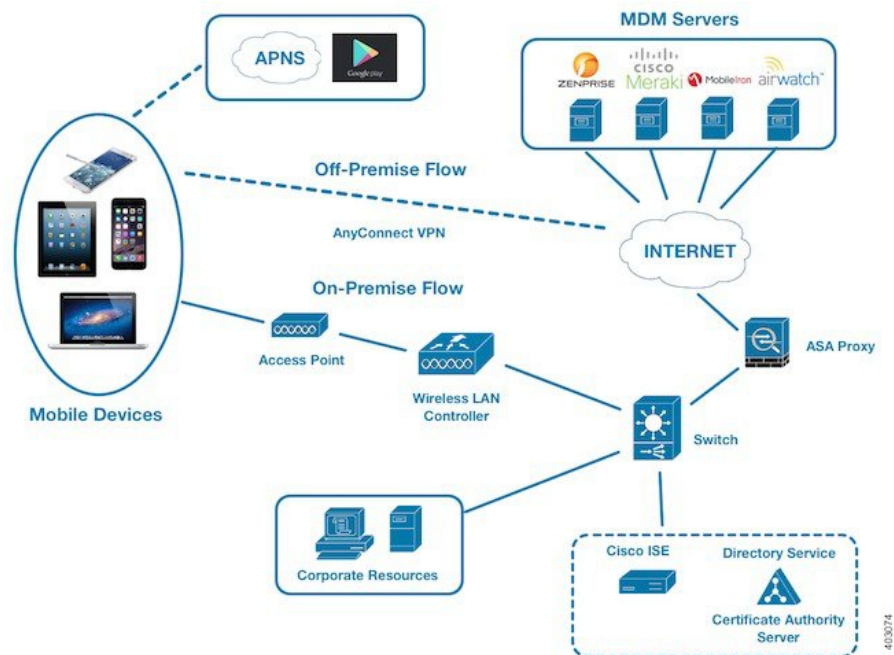 MDM Servers
APNS
Google play
ZENPRISE
CISCO
Meraki
MobileIron
airwatch™
Off-Premise Flow
AnyConnect VPN
INTERNET
On-Premise Flow
Access Point
ASA Proxy
Wireless LAN
Controller
Mobile Devices
Switch
Cisco ISE
Directory Service
Corporate Resources
Certificate Authority
Server
403074